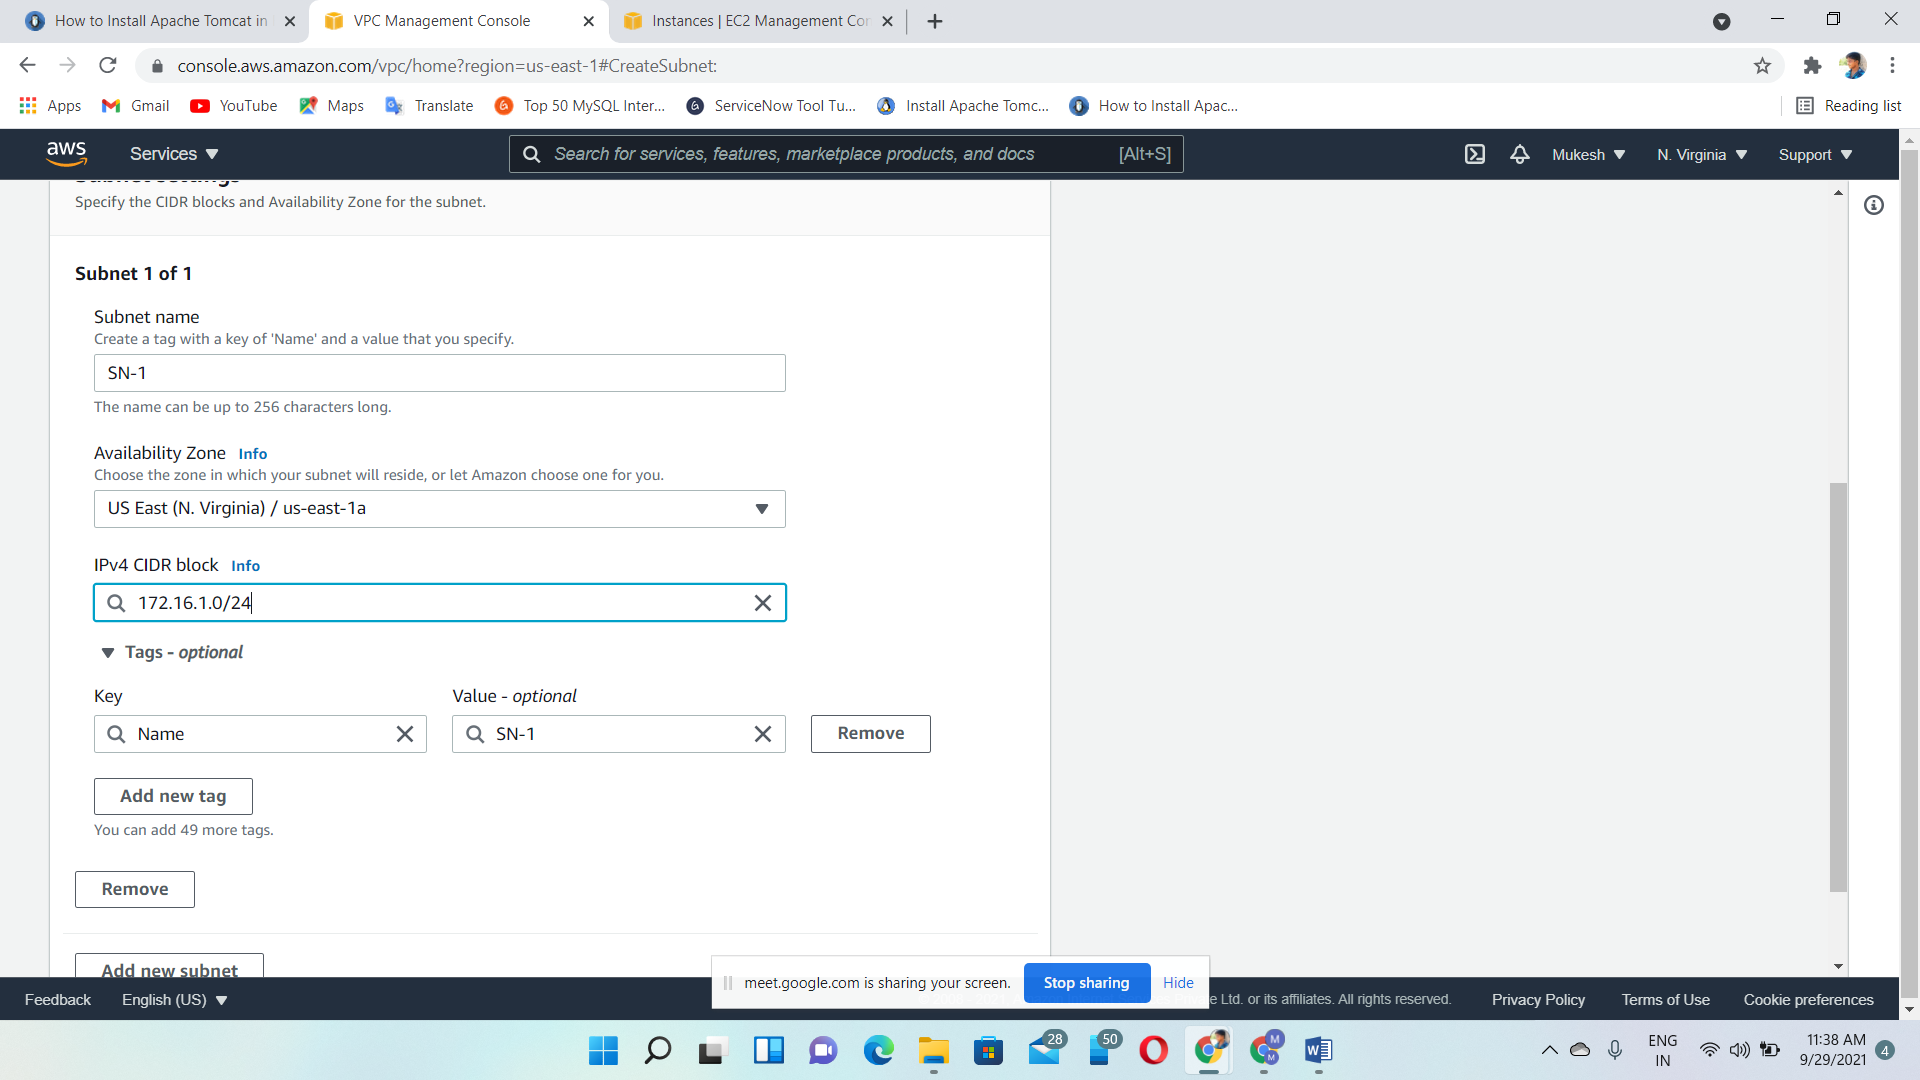 How to Install Apache Tomcat in
VPC Management Console
Instances | EC2 Management Con
console.aws.amazon.com/vpc/home?region=us-east-1#CreateSubnet:
Apps
Gmail
YouTube
Maps
Translate
Top 50 MySQL Inter...
ServiceNow Tool Tu...
Install Apache Tomc...
How to Install Apac...
Reading list
aws
Services
Search for services, features, marketplace products, and docs
[Alt+S]
Mukesh
N. Virginia
Support
Subnet settings
Specify the CIDR blocks and Availability Zone for the subnet.
Subnet 1 of 1
Subnet name
Create a tag with a key of 'Name' and a value that you specify.
SN-1
The name can be up to 256 characters long.
Availability Zone Info
Choose the zone in which your subnet will reside, or let Amazon choose one for you.
US East (N. Virginia) / us-east-1a
IPv4 CIDR block Info
172.16.1.0/24
Tags - optional
Key
Value - optional
Name
SN-1
Remove
Add new tag
You can add 49 more tags.
Remove
Add new subnet
meet.google.com is sharing your screen.
Stop sharing
Hide
Feedback
English (US)
Ltd. or its affiliates. All rights reserved.
Privacy Policy
Terms of Use
Cookie preferences
28
50
M
M
ENG
IN
11:38 AM
9/29/2021
4